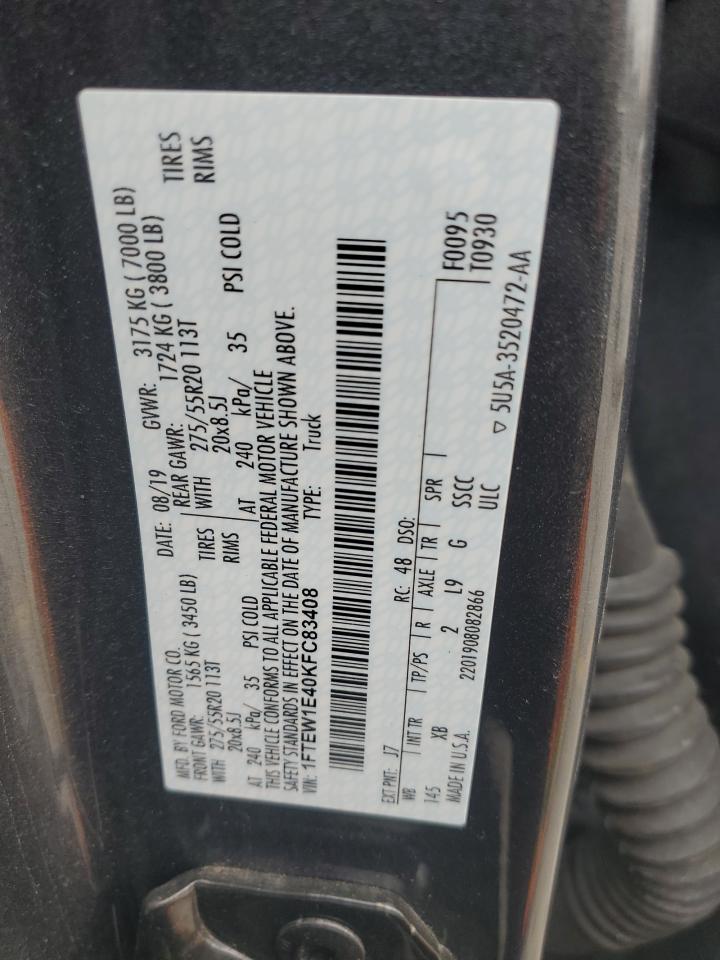 MFD. BY FORD MOTOR CO.
DATE: 08/19 GVWR: 3175 KG ( 7000 LB)
FRONT GAWR: 1565 KG ( 3450 LB) REAR GAWR: 1724 KG ( 3800 LB)
WITH 275/55R20 113T TIRES WITH 275/55R20 113T TIRES
20x8.5J RIMS 20x8.5J RIMS
AT 240 kPa/ 35 PSI COLD AT 240 kPa/ 35 PSI COLD
THIS VEHICLE CONFORMS TO ALL APPLICABLE FEDERAL MOTOR VEHICLE
SAFETY STANDARDS IN EFFECT ON THE DATE OF MANUFACTURE SHOWN ABOVE.
VIN: 1FTEW1E40KFC83408 TYPE: Truck
F0095
T0930
EXT PNT: J7 RC: 48 DSO:
WB INT TR TP/PS R AXLE TR SPR
145 XB 2 L9 G SSCC
MADE IN U.S.A. 2201908082866 ULC
▽ 5U5A-3520472-AA